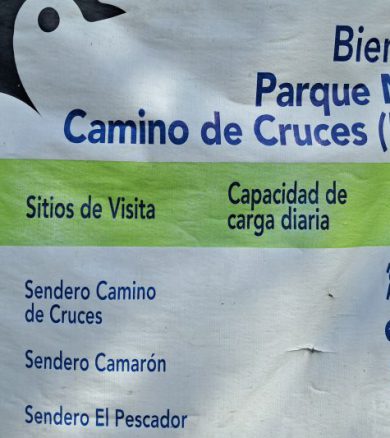 Bien
Parque
Camino de Cruces (
Sitios de Visita
Capacidad de
carga diaria
Sendero Camino
de Cruces
Sendero Camarón
Sendero El Pescador